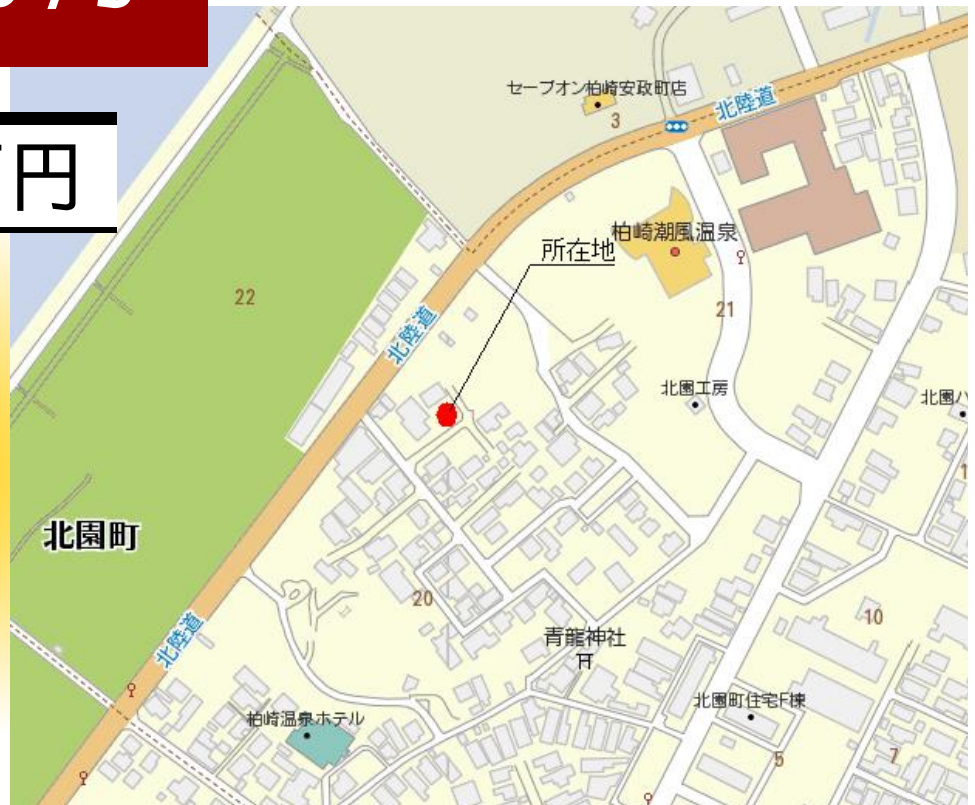 円
セーブオン柏崎安政町店
3
北陸道
柏崎潮風温泉
所在地
22
21
北陸道
北園工房
北園ハ
北園町
20
10
青龍神社
北陸道
北園町住宅F棟
柏崎温泉ホテル
5
7